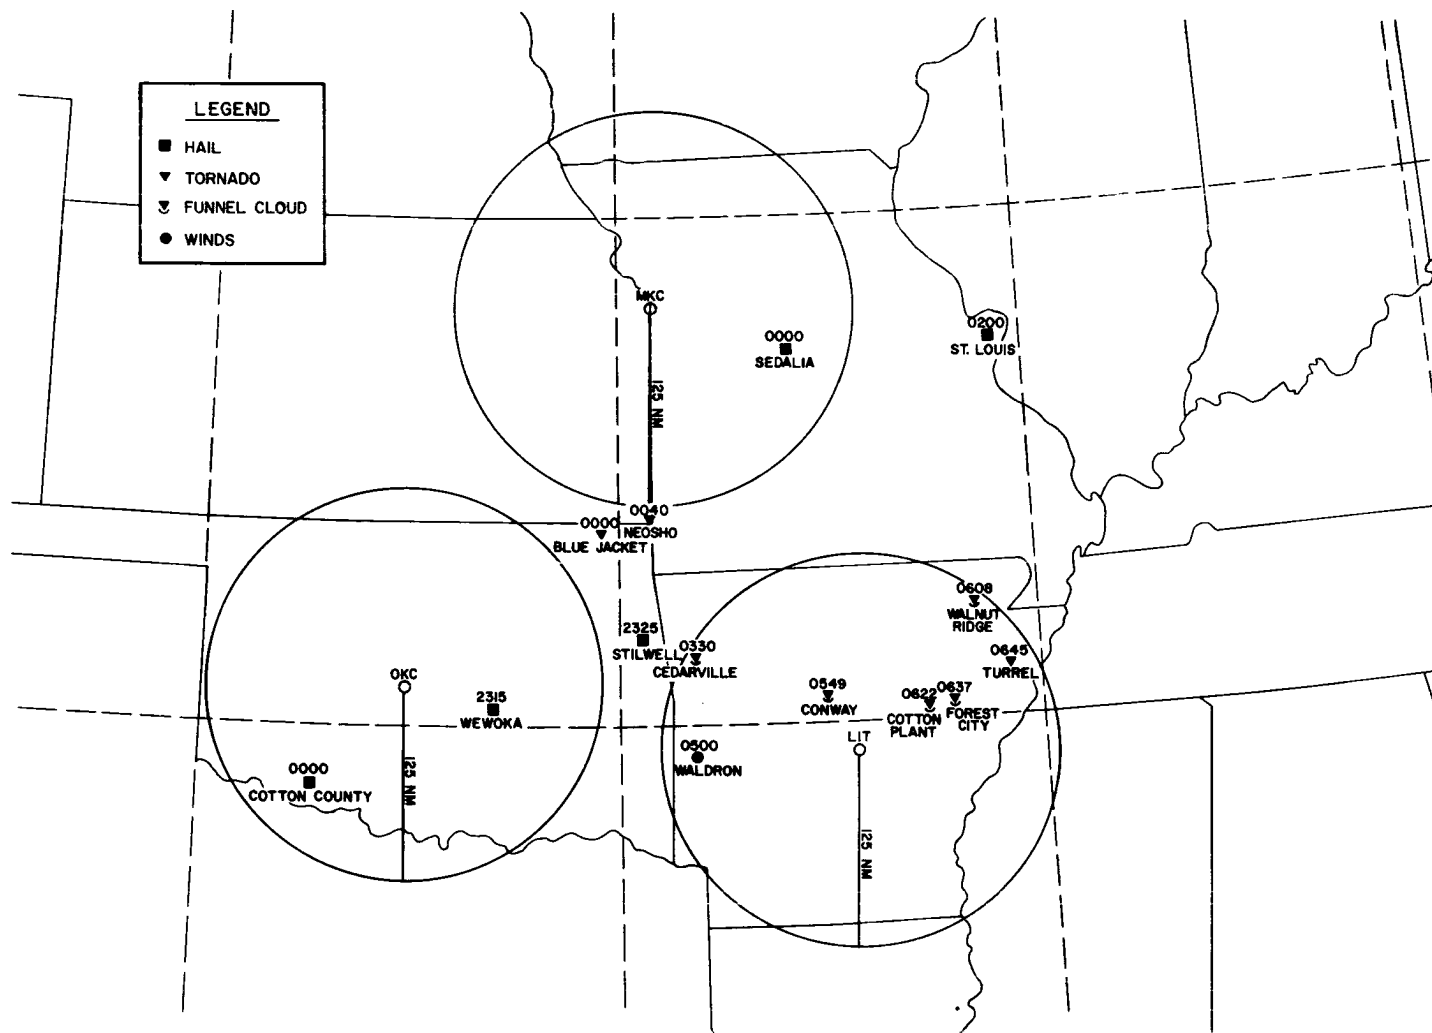 LEGEND
HAIL
TORNADO
FUNNEL CLOUD
WINDS
MKC
125 NM
0000
SEDALIA
0200
ST. LOUIS
0040
NEOSHO
0000
BLUE JACKET
2325
STILWELL
0330
CEDARVILLE
0608
WALNUT
RIDGE
0645
TURREL
OKC
125 NM
2315
WEWOKA
0000
COTTON COUNTY
0549
CONWAY
0622
COTTON
PLANT
0637
FOREST
CITY
LIT
125 NM
0500
WALDRON